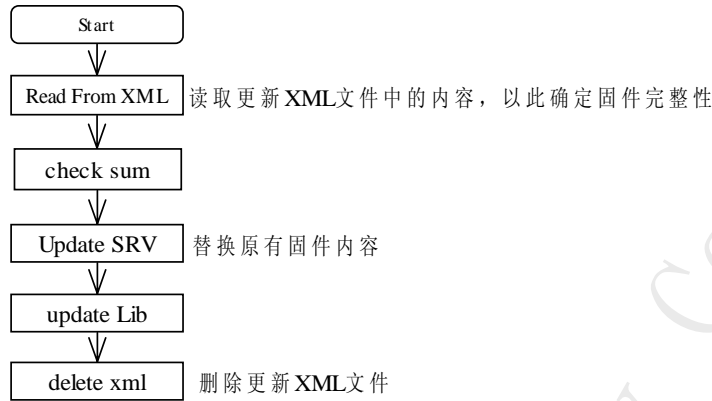 Start
Read From XML 读取更新XML文件中的内容，以此确定固件完整性
check sum
Update SRV 替换原有固件内容
update Lib
delete xml 删除更新XML文件